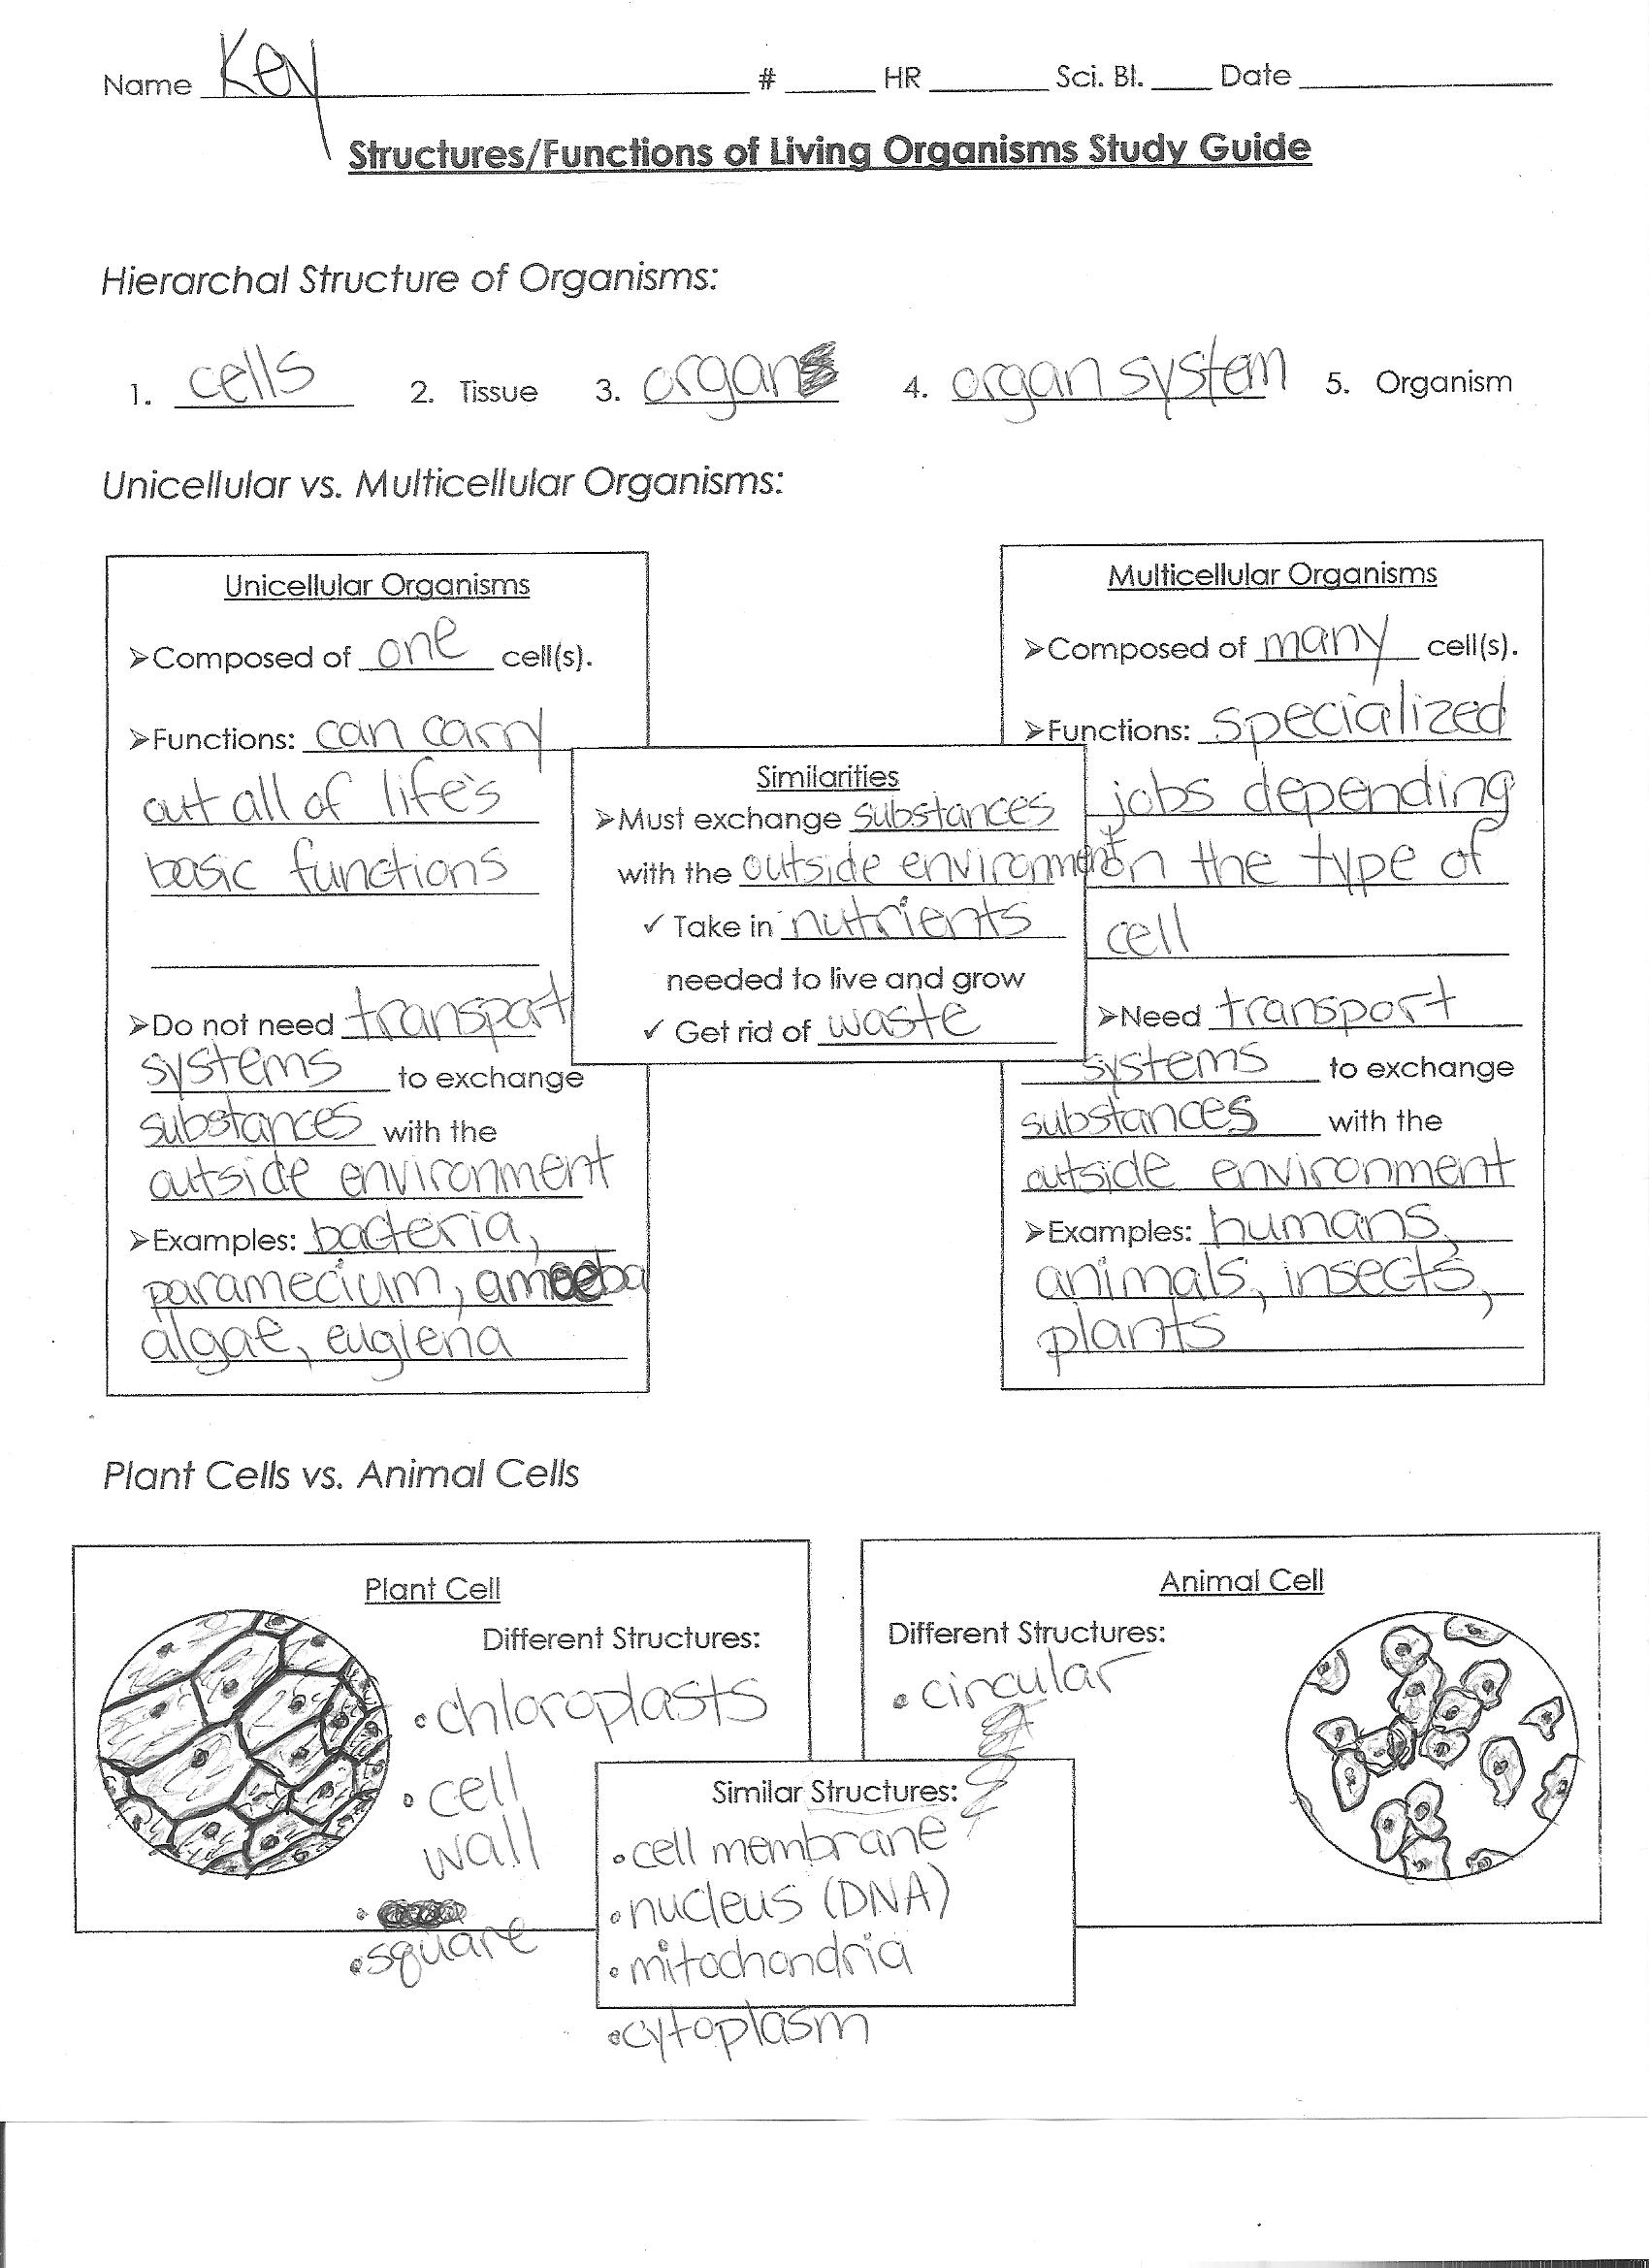 Name Key # HR Sci. Bl. Date
Structures/Functions of Living Organisms Study Guide
Hierarchal Structure of Organisms:
1. cells 2. Tissue 3. organ 4. organ system 5. Organism
Unicellular vs. Multicellular Organisms:
Unicellular Organisms
➢Composed of one cell(s).
➢Functions: can carry
out all of life's
basic functions
➢Do not need transport
systems to exchange
substances with the
outside environment
➢Examples: bacteria,
paramecium, amoeba
algae, euglena
Similarities
➢Must exchange substances
with the outside environment
✓ Take in nutrients
needed to live and grow
✓ Get rid of waste
Multicellular Organisms
➢Composed of many cell(s).
➢Functions: specialized
jobs depending
on the type of
cell
➢Need transport
systems to exchange
substances with the
outside environment
➢Examples: humans,
animals, insects,
plants
Plant Cells vs. Animal Cells
Plant Cell
Different Structures:
• chloroplasts
• cell
wall
•
• square
Similar Structures:
• cell membrane
• nucleus (DNA)
• mitochondria
• cytoplasm
Animal Cell
Different Structures:
• circular